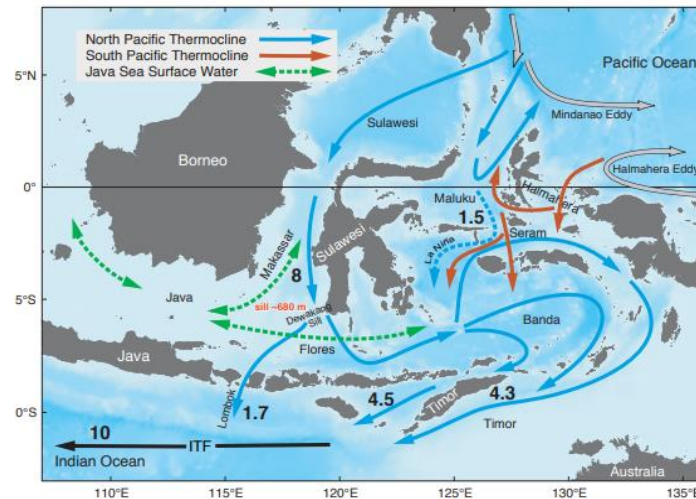 North Pacific Thermocline
South Pacific Thermocline
Java Sea Surface Water
5°N
0°
5°S
0°S
Pacific Ocean
Mindanao Eddy
Sulawesi
Borneo
Halmahera Eddy
Halmahera
Maluku
1.5
Seram
La Niña
Makassar
Sulawesi
8
Java
sill ~680 m
Dewakang
Sill
Flores
Banda
Java
Lombok
1.7
4.5
4.3
Timor
Timor
10
ITF
Indian Ocean
Australia
110°E
115°E
120°E
125°E
130°E
135°E